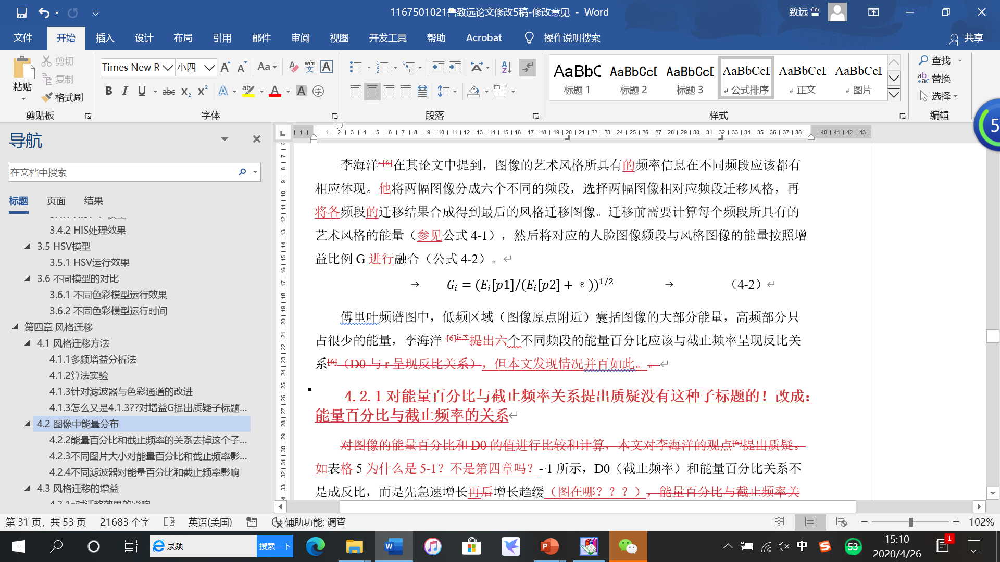 1167501021鲁致远论文修改5稿-修改意见 - Word
致远 鲁
文件 开始 插入 设计 布局 引用 邮件 审阅 视图 开发工具 帮助 Acrobat 操作说明搜索 共享
粘贴 剪切 复制 格式刷
Times New R 小四
剪贴板 字体 段落 样式 编辑
AaBbC 标题 1
AaBbCcD 标题 2
AaBbCcD 标题 3
AaBbCcI 公式排序
AaBbCcI 正文
AaBbCcI 图片
查找
替换
选择
导航
在文档中搜索
标题 页面 结果
3.4.2 HIS处理效果
3.5 HSV模型
3.5.1 HSV运行效果
3.6 不同模型的对比
3.6.1 不同色彩模型运行效果
3.6.2 不同色彩模型运行时间
第四章 风格迁移
4.1 风格迁移方法
4.1.1多频增益分析法
4.1.2算法实验
4.1.3针对滤波器与色彩通道的改进
4.1.3怎么又是4.1.3??对增益G提出质疑子标题...
4.2 图像中能量分布
4.2.2能量百分比和截止频率的关系去掉这个子...
4.2.3不同图片大小对能量百分比和截止频率影...
4.2.4不同滤波器对能量百分比和截止频率影响
4.3 风格迁移的增益
李海洋[6]在其论文中提到，图像的艺术风格所具有的频率信息在不同频段应该都有
相应体现。他将两幅图像分成六个不同的频段，选择两幅图像相对应频段迁移风格，再
将各频段的迁移结果合成得到最后的风格迁移图像。迁移前需要计算每个频段所具有的
艺术风格的能量（参见公式 4-1），然后将对应的人脸图像频段与风格图像的能量按照增
益比例 G 进行融合（公式 4-2）。
→ G_i = (E_i[p1]/(E_i[p2] + ε))^{1/2} → （4-2）
傅里叶频谱图中，低频区域（图像原点附近）囊括图像的大部分能量，高频部分只
占很少的能量，李海洋[6]认为提出六个不同频段的能量百分比应该与截止频率呈现反比关
系[6]（D0 与 r 呈现反比关系），但本文发现情况并百如此。。
4.2.1 对能量百分比与截止频率关系提出质疑没有这种子标题的！改成：
能量百分比与截止频率的关系
对图像的能量百分比和 D0 的值进行比较和计算，本文对李海洋的观点[6]提出质疑。
如表格 5 为什么是 5-1？不是第四章吗？-1 所示，D0（截止频率）和能量百分比关系不
是成反比，而是先急速增长再后增长趋缓（图在哪？？？），能量百分比与截止频率关
第 31 页，共 53 页 21683 个字 英语(美国) 辅助功能: 调查 102%
录频 搜索一下
中 53 15:10 1
2020/4/26